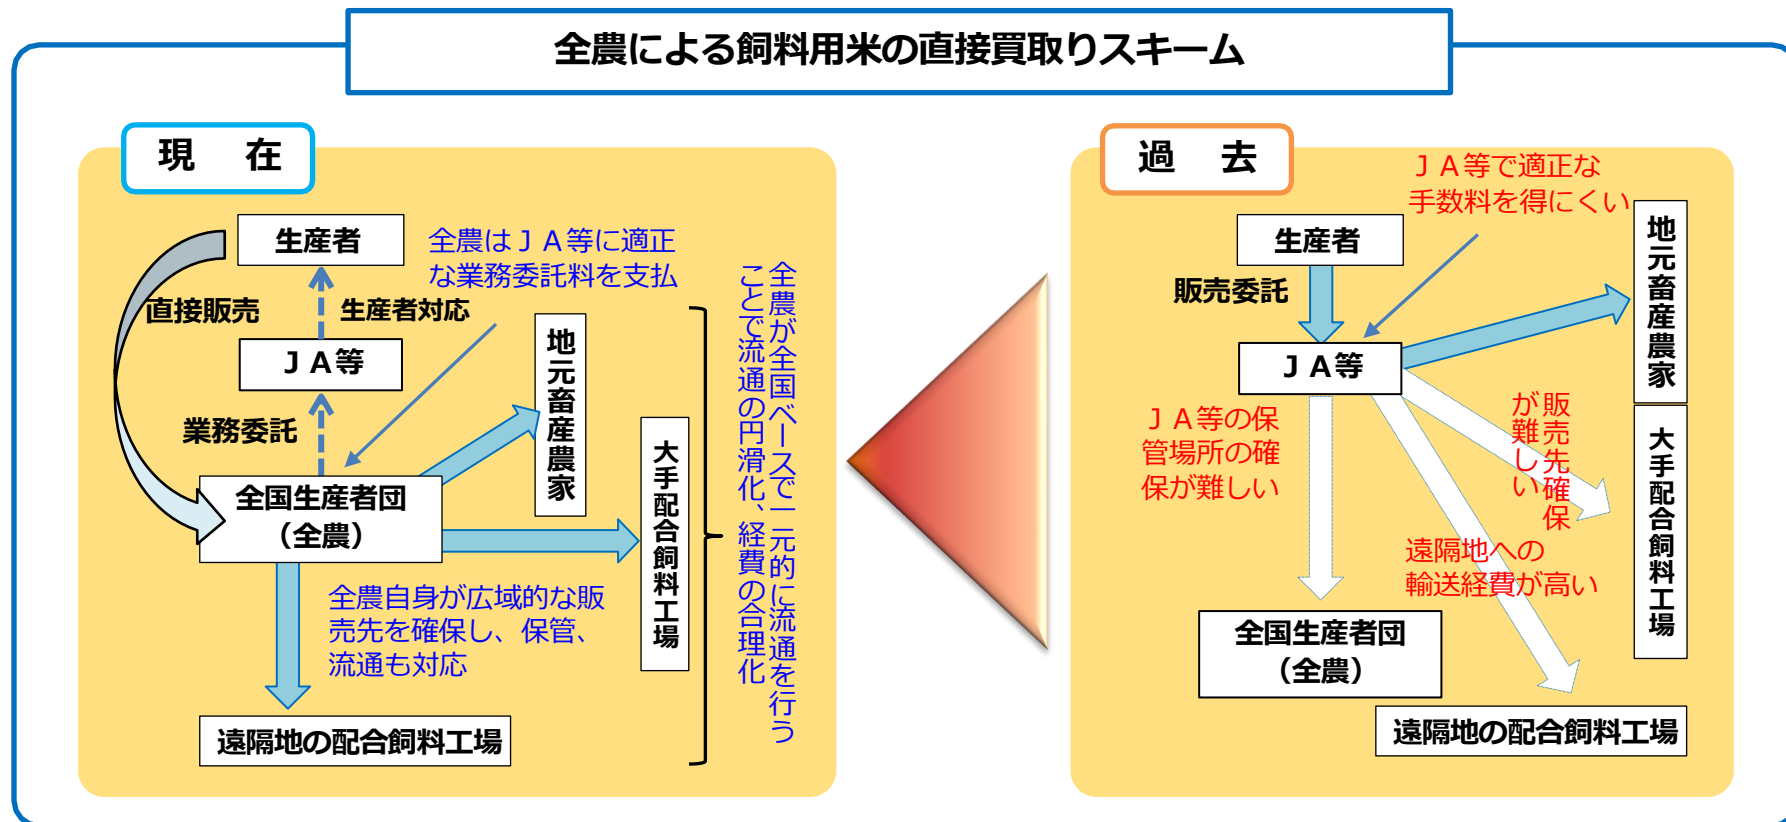 全農による飼料用米の直接買取りスキーム
現　在
生産者
全農はＪＡ等に適正
な業務委託料を支払
直接販売
生産者対応
ＪＡ等
業務委託
全国生産者団
（全農）
地元畜産農家
大手配合飼料工場
全農自身が広域的な販
売先を確保し、保管、
流通も対応
遠隔地の配合飼料工場
全農が全国ベースで一元的に流通を行う
ことで流通の円滑化、経費の合理化
過　去
ＪＡ等で適正な
手数料を得にくい
生産者
販売委託
ＪＡ等
地元畜産農家
ＪＡ等の保
管場所の確
保が難しい
販売先確保
が難しい
大手配合飼料工場
遠隔地への
輸送経費が高い
全国生産者団
（全農）
遠隔地の配合飼料工場